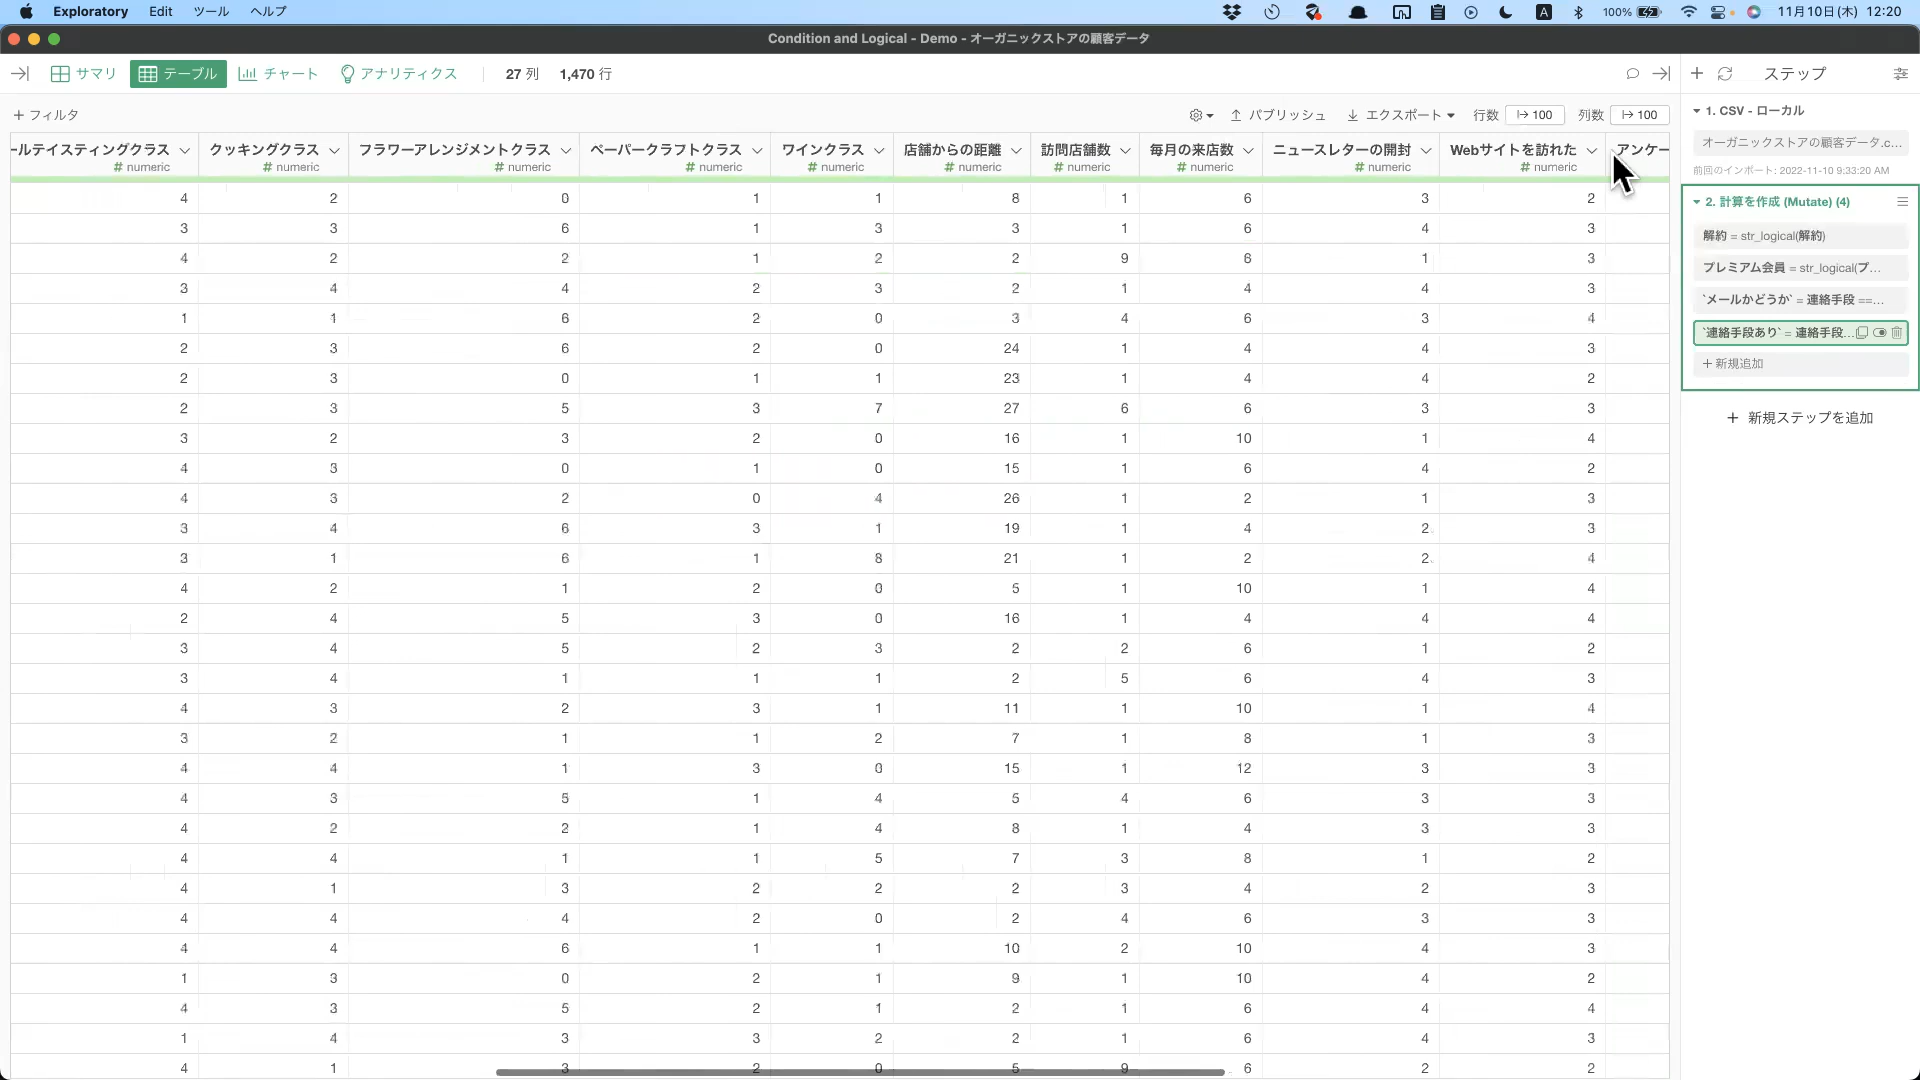 Exploratory Edit ツール ヘルプ 100% 11月10日(木) 12:20
Condition and Logical - Demo - オーガニックストアの顧客データ
サマリ テーブル チャート アナリティクス 27 列 1,470 行 ステップ
+ フィルタ パブリッシュ エクスポート 行数 100 列数 100
ールテイスティングクラス クッキングクラス フラワーアレンジメントクラス ペーパークラフトクラス ワインクラス 店舗からの距離 訪問店舗数 毎月の来店数 ニュースレターの開封 Webサイトを訪れた アンケー
# numeric # numeric # numeric # numeric # numeric # numeric # numeric # numeric # numeric # numeric
4 2 0 1 1 8 1 6 3 2
3 3 6 1 3 3 1 6 4 3
4 2 2 1 2 2 9 6 1 3
3 4 4 2 3 2 1 4 4 3
1 1 6 2 0 3 4 6 3 4
2 3 6 2 0 24 1 4 4 3
2 3 0 1 1 23 1 4 4 2
2 3 5 3 7 27 6 6 3 3
3 2 3 2 0 16 1 10 1 4
4 3 0 1 0 15 1 6 4 2
4 3 2 0 4 26 1 2 1 3
3 4 6 3 1 19 1 4 2 3
3 1 6 1 8 21 1 2 2 4
4 2 1 2 0 5 1 10 1 4
2 4 5 3 0 16 1 4 4 4
3 4 5 2 3 2 2 6 1 2
3 4 1 1 1 2 5 6 4 3
4 3 2 3 1 11 1 10 1 4
3 2 1 1 2 7 1 8 1 3
4 4 1 3 0 15 1 12 3 3
4 3 5 1 4 5 4 6 3 3
4 2 2 1 4 8 1 4 3 3
4 4 1 1 5 7 3 8 1 2
4 1 3 2 2 2 3 4 2 3
4 4 4 2 0 2 4 6 3 3
4 4 6 1 1 10 2 10 4 3
1 3 0 2 1 9 1 10 4 2
4 3 5 2 1 2 1 6 4 4
1 4 3 3 2 2 1 6 4 3
4 1 3 2 0 5 9 6 2 2
1. CSV - ローカル
オーガニックストアの顧客データ.c...
前回のインポート: 2022-11-10 9:33:20 AM
2. 計算を作成 (Mutate) (4)
解約 = str_logical(解約)
プレミアム会員 = str_logical(プ...
`メールかどうか` = 連絡手段 ==...
`連絡手段あり` = 連絡手段...
+ 新規追加
+ 新規ステップを追加